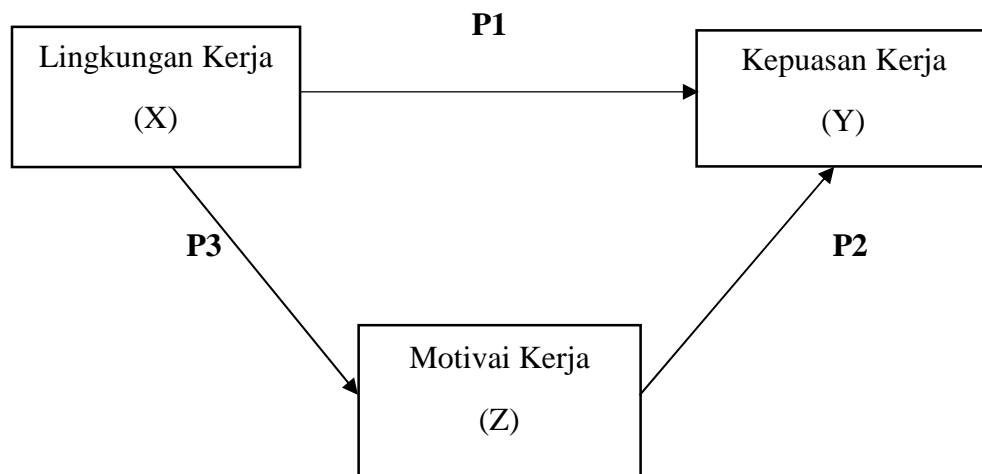 P1
Lingkungan Kerja
(X)
Kepuasan Kerja
(Y)
P3
P2
Motivai Kerja
(Z)